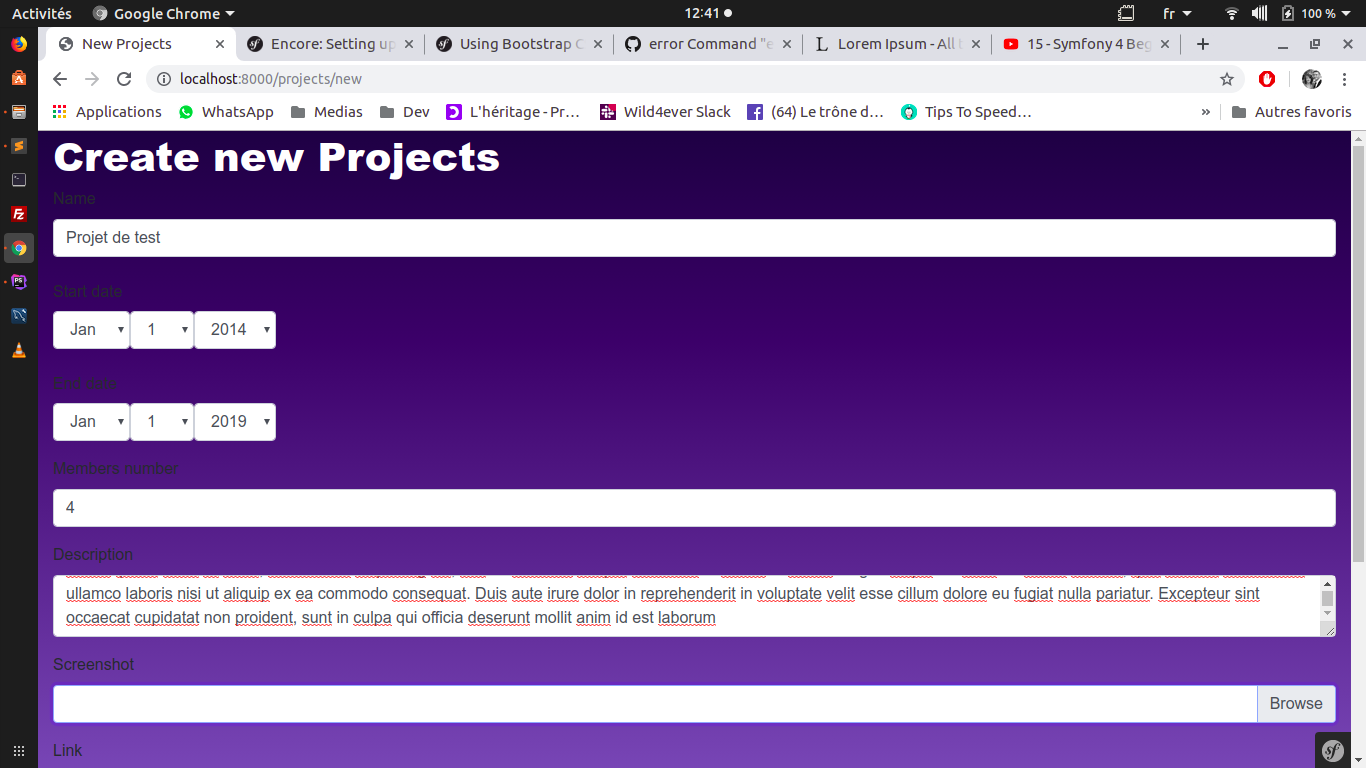 Activités Google Chrome 12:41 fr 100 %
New Projects Encore: Setting up Using Bootstrap C error Command "e Lorem Ipsum - All 15 - Symfony 4 Beg
localhost:8000/projects/new
Applications WhatsApp Medias Dev L'héritage - Pr… Wild4ever Slack (64) Le trône d… Tips To Speed… » Autres favoris
Create new Projects
Name
Projet de test
Start date
Jan 1 2014
End date
Jan 1 2019
Members number
4
Description
ullamco laboris nisi ut aliquip ex ea commodo consequat. Duis aute irure dolor in reprehenderit in voluptate velit esse cillum dolore eu fugiat nulla pariatur. Excepteur sint
occaecat cupidatat non proident, sunt in culpa qui officia deserunt mollit anim id est laborum
Screenshot
Browse
Link